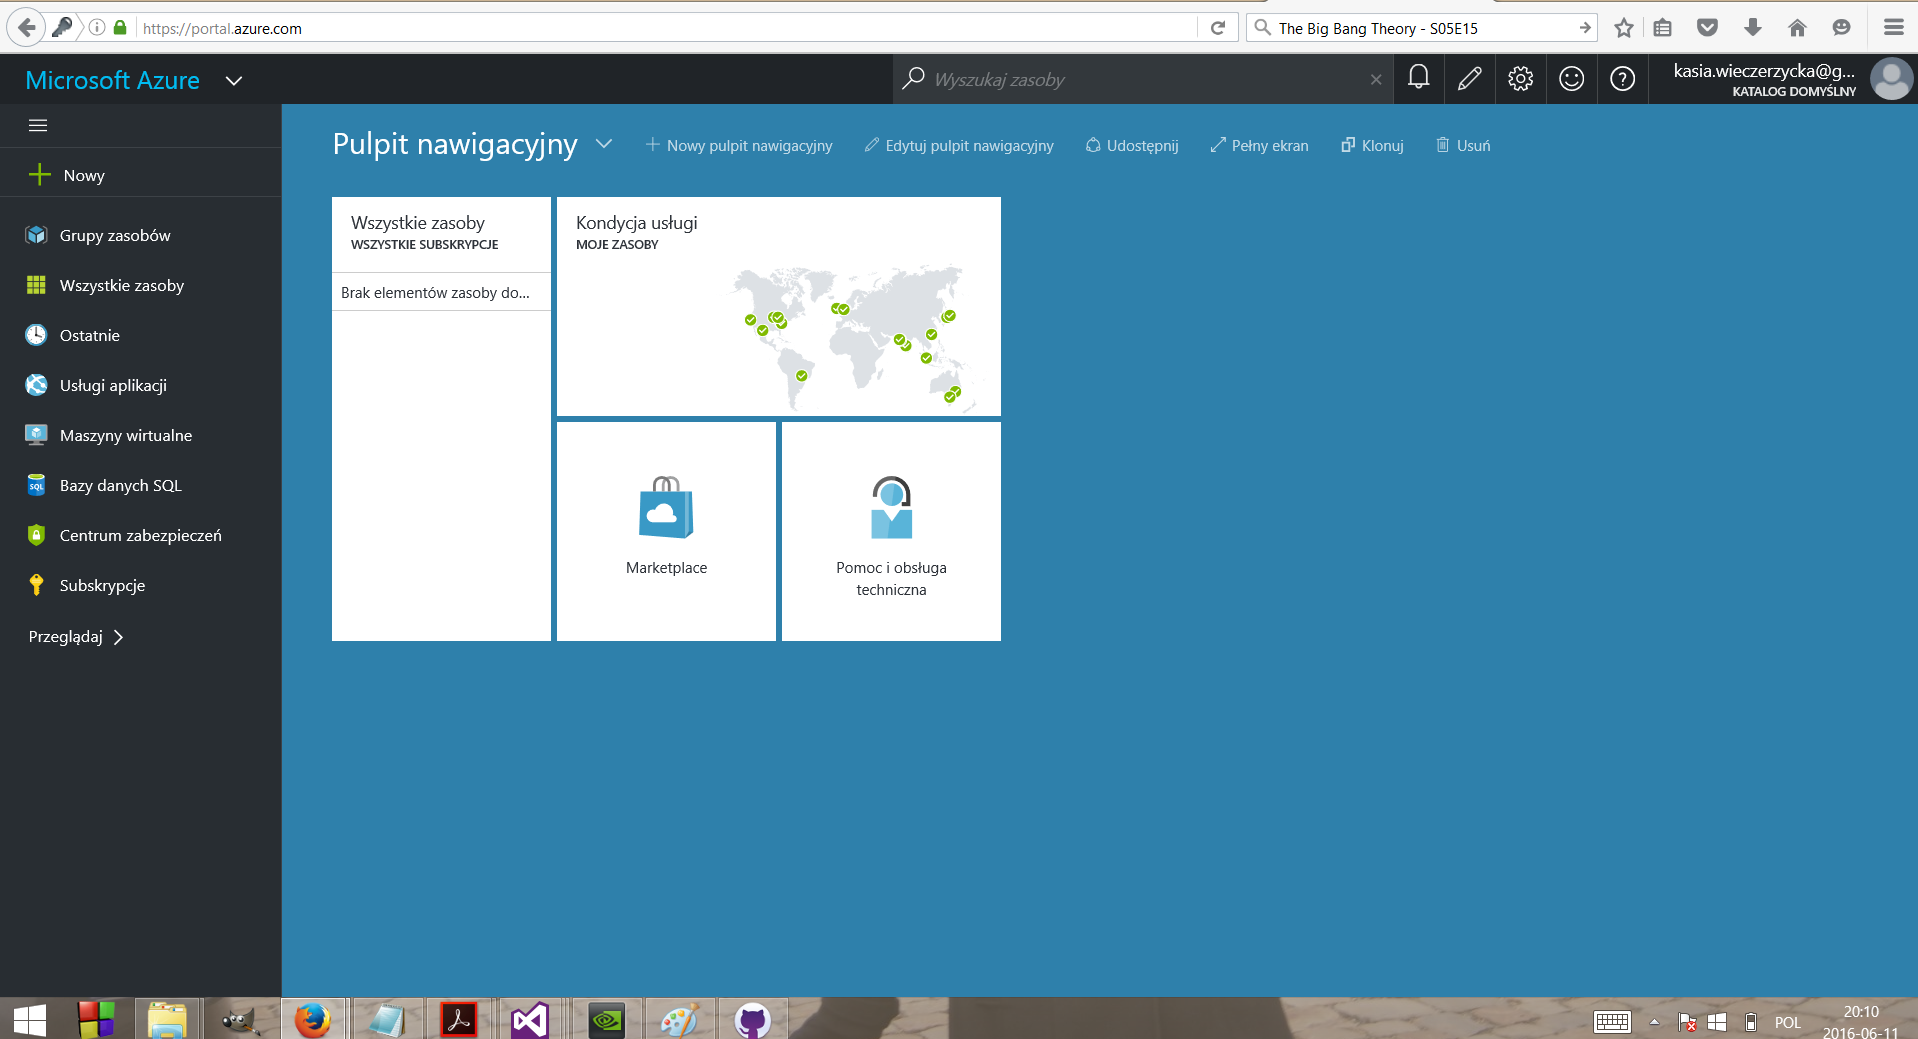 https://portal.azure.com
The Big Bang Theory - S05E15
Microsoft Azure
Wyszukaj zasoby
kasia.wieczerzycka@g...
KATALOG DOMYŚLNY
Nowy
Grupy zasobów
Wszystkie zasoby
Ostatnie
Usługi aplikacji
Maszyny wirtualne
Bazy danych SQL
SQL
Centrum zabezpieczeń
Subskrypcje
Przeglądaj
Pulpit nawigacyjny
Nowy pulpit nawigacyjny
Edytuj pulpit nawigacyjny
Udostępnij
Pełny ekran
Klonuj
Usuń
Wszystkie zasoby
WSZYSTKIE SUBSKRYPCJE
Brak elementów zasoby do...
Kondycja usługi
MOJE ZASOBY
Marketplace
Pomoc i obsługa
techniczna
POL
20:10
2016-06-11